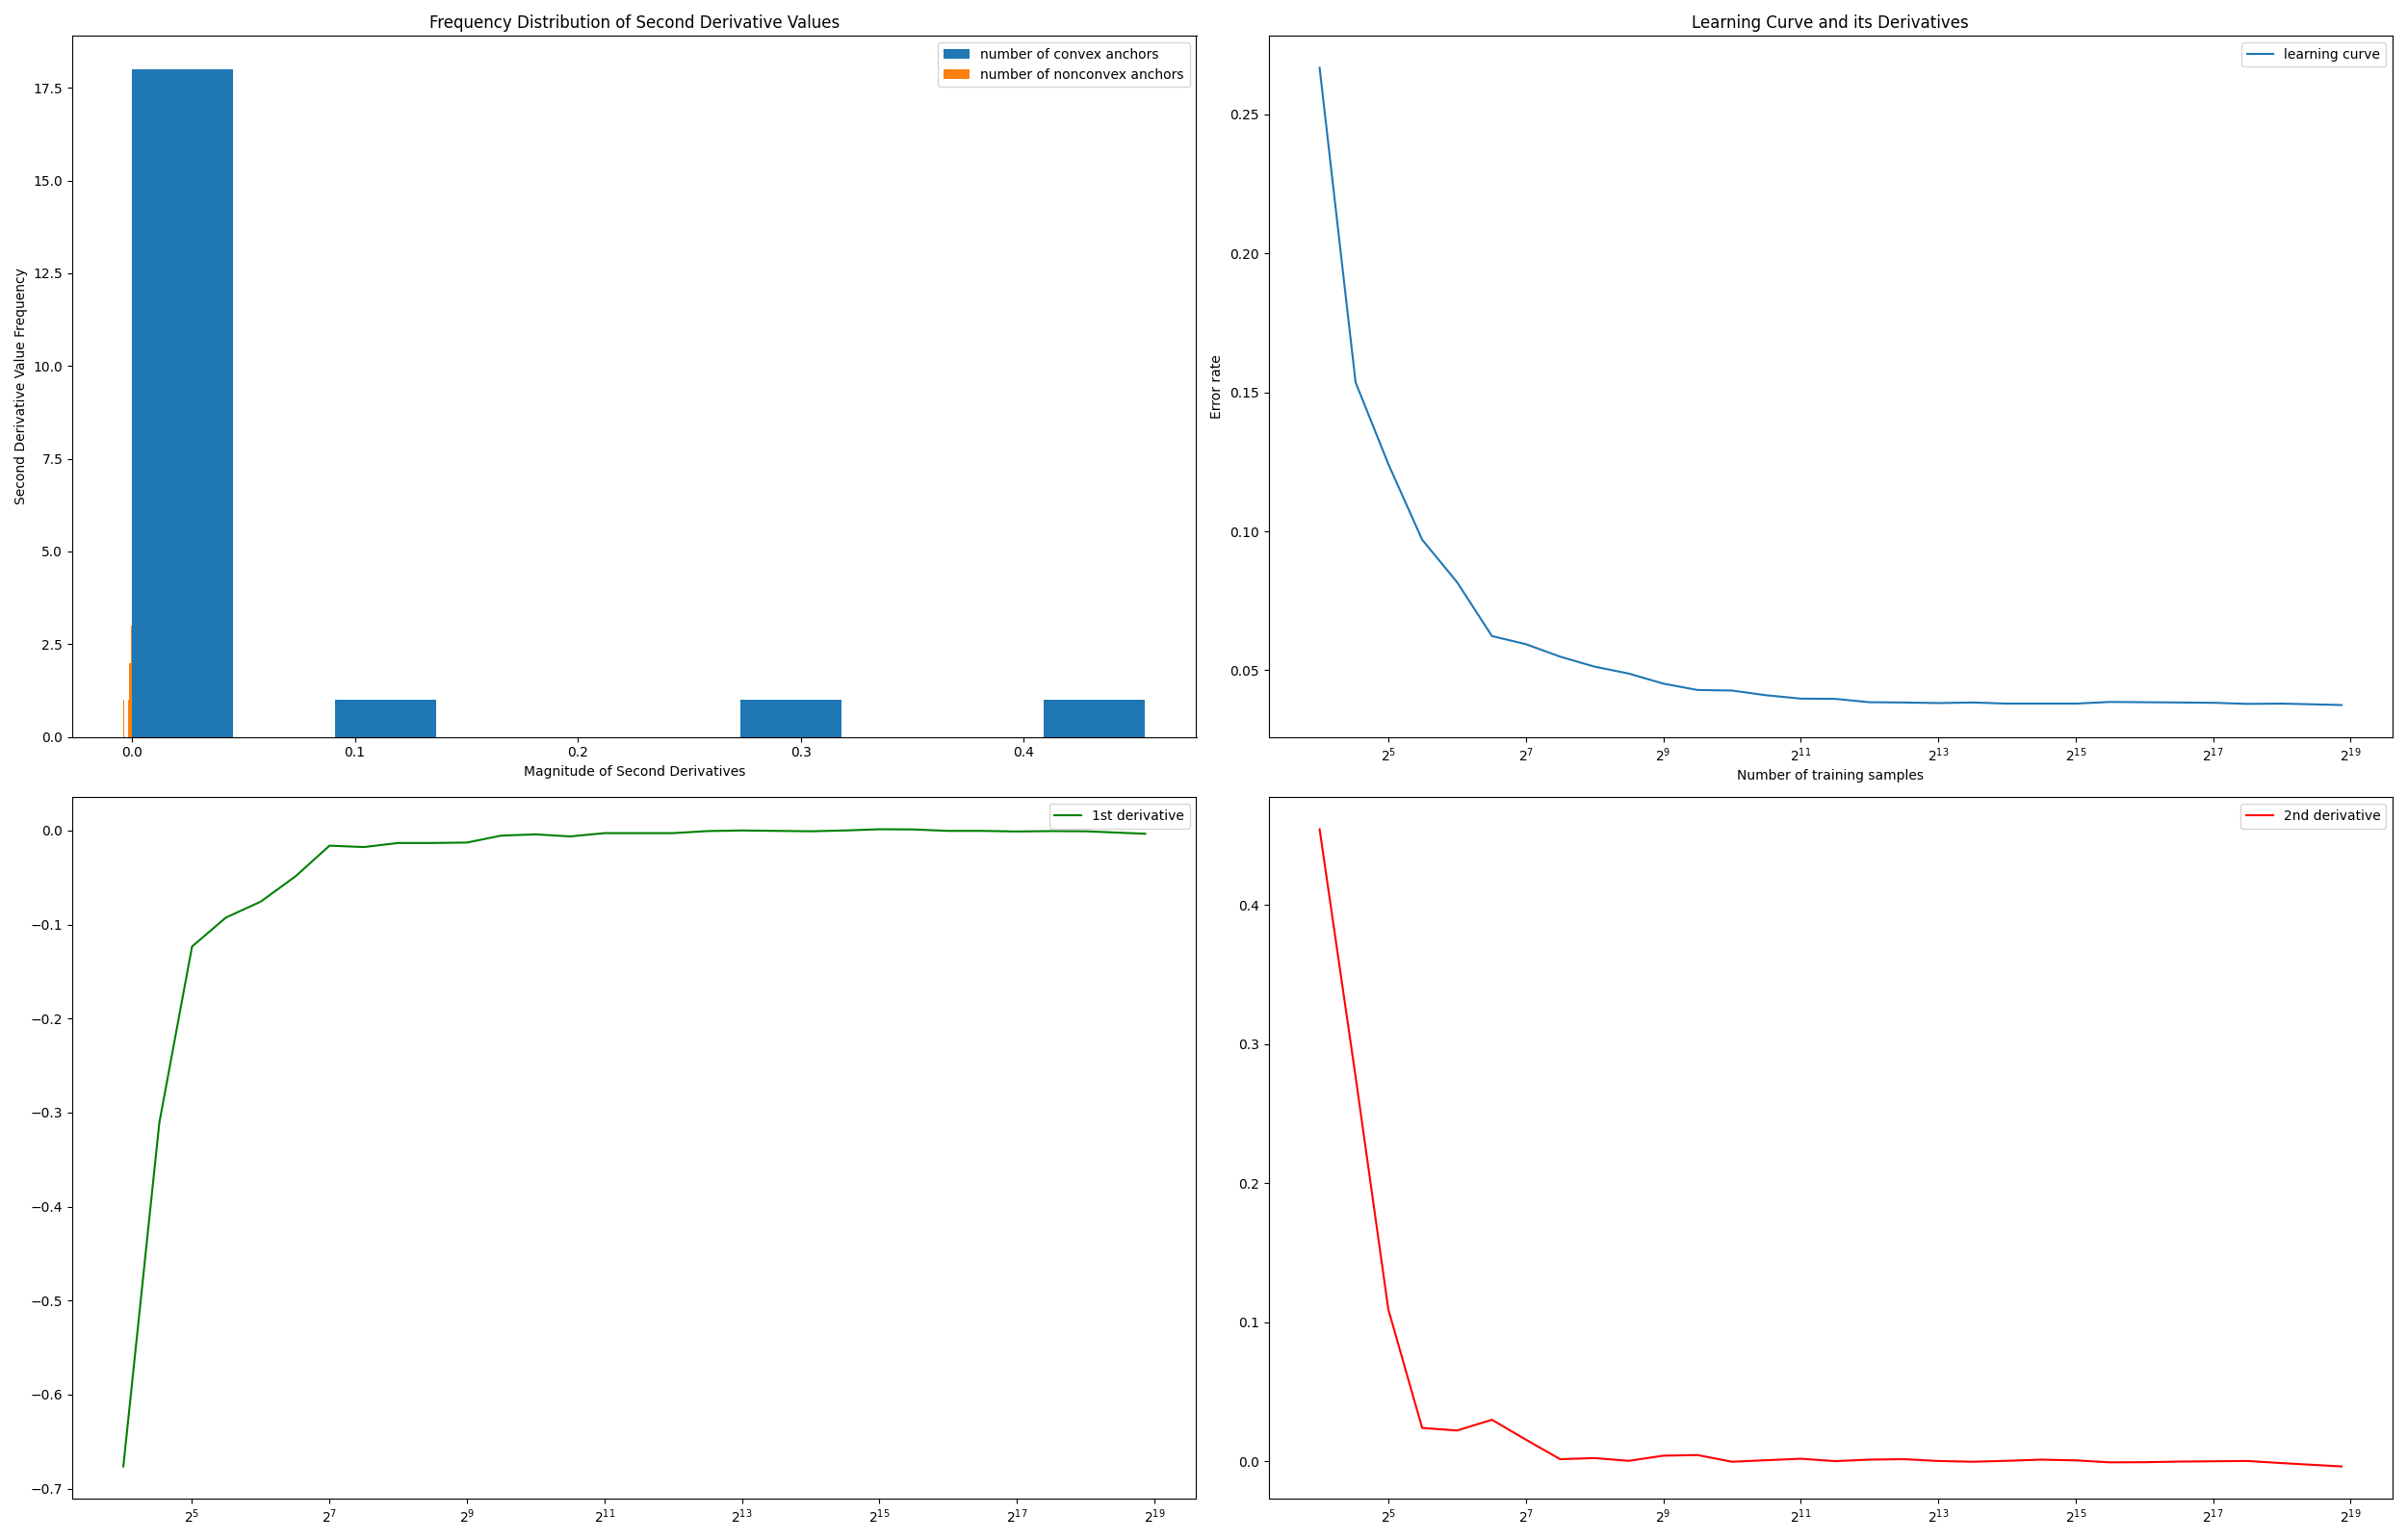 Frequency Distribution of Second Derivative Values
number of convex anchors
number of nonconvex anchors
Second Derivative Value Frequency
17.5
15.0
12.5
10.0
7.5
5.0
2.5
0.0
0.0 0.1 0.2 0.3 0.4
Magnitude of Second Derivatives
Learning Curve and its Derivatives
learning curve
Error rate
0.25
0.20
0.15
0.10
0.05
2^5 2^7 2^9 2^11 2^13 2^15 2^17 2^19
Number of training samples
1st derivative
0.0
−0.1
−0.2
−0.3
−0.4
−0.5
−0.6
−0.7
2^5 2^7 2^9 2^11 2^13 2^15 2^17 2^19
2nd derivative
0.4
0.3
0.2
0.1
0.0
2^5 2^7 2^9 2^11 2^13 2^15 2^17 2^19